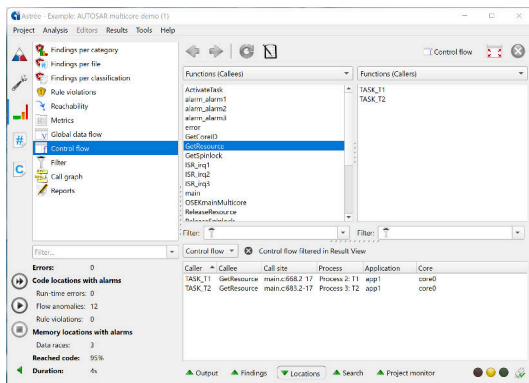 Astrée - Example: AUTOSAR multicore demo (1)
Project Analysis Editors Results Tools Help
Findings per category
Findings per file
Findings per classification
Rule violations
Reachability
Metrics
Global data flow
Control flow
Filter
Call graph
Reports
Control flow
Functions (Callees)
ActivateTask
alarm_alarm1
alarm_alarm2
alarm_alarm3
error
GetCoreID
GetResource
GetSpinlock
ISR_irq1
ISR_irq2
ISR_irq3
main
OSEKmainMulticore
ReleaseResource
ReleaseSpinlock
Functions (Callers)
TASK_T1
TASK_T2
Filter:
Filter:
Filter...
Errors: 0
Code locations with alarms
Run-time errors: 0
Flow anomalies: 12
Rule violations: 0
Memory locations with alarms
Data races: 3
Reached code: 95%
Duration: 4s
Control flow
Control flow filtered in Result View
Caller Callee Call site Process Application Core
TASK_T1 GetResource main.c:668.2-17 Process 2: T1 app1 core0
TASK_T2 GetResource main.c:683.2-17 Process 3: T2 app1 core0
Output Findings Locations Search Project monitor